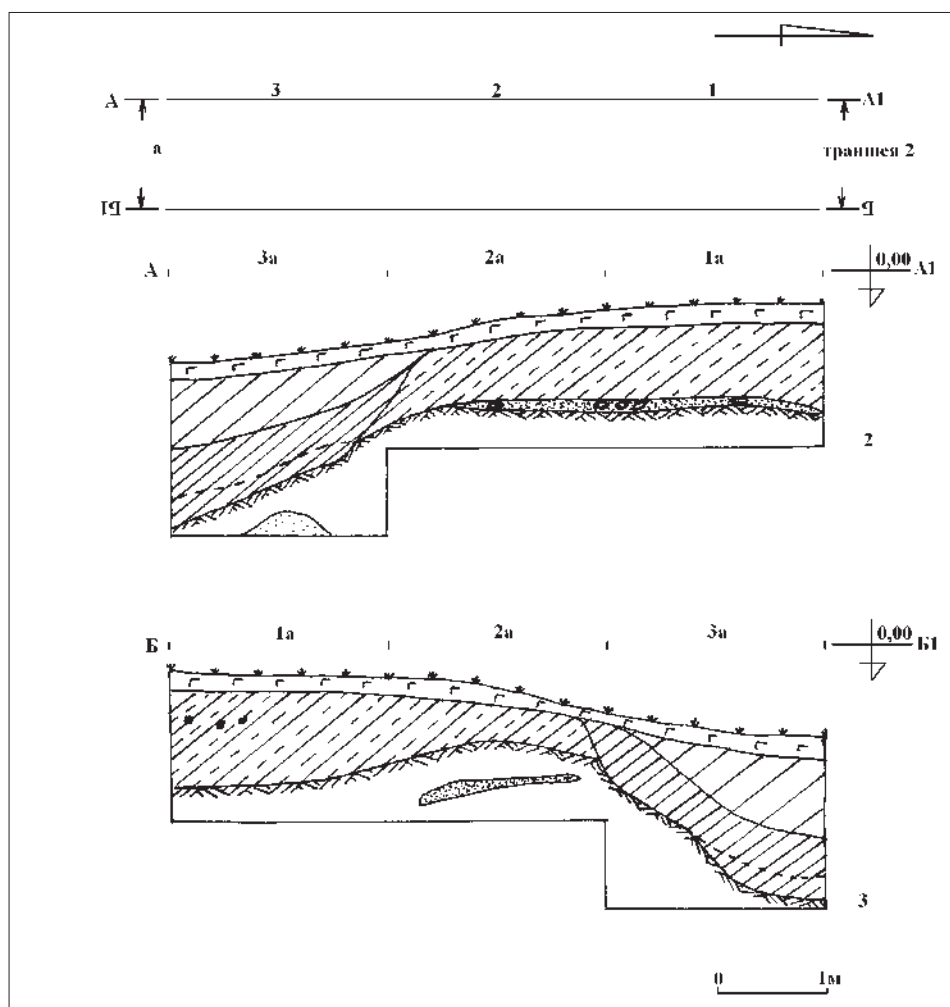 3 2 1
А А1
а траншея 2
Б1 Б
3а 2а 1а
А 0,00 А1
2
1а 2а 3а
Б 0,00 Б1
3
0 1м